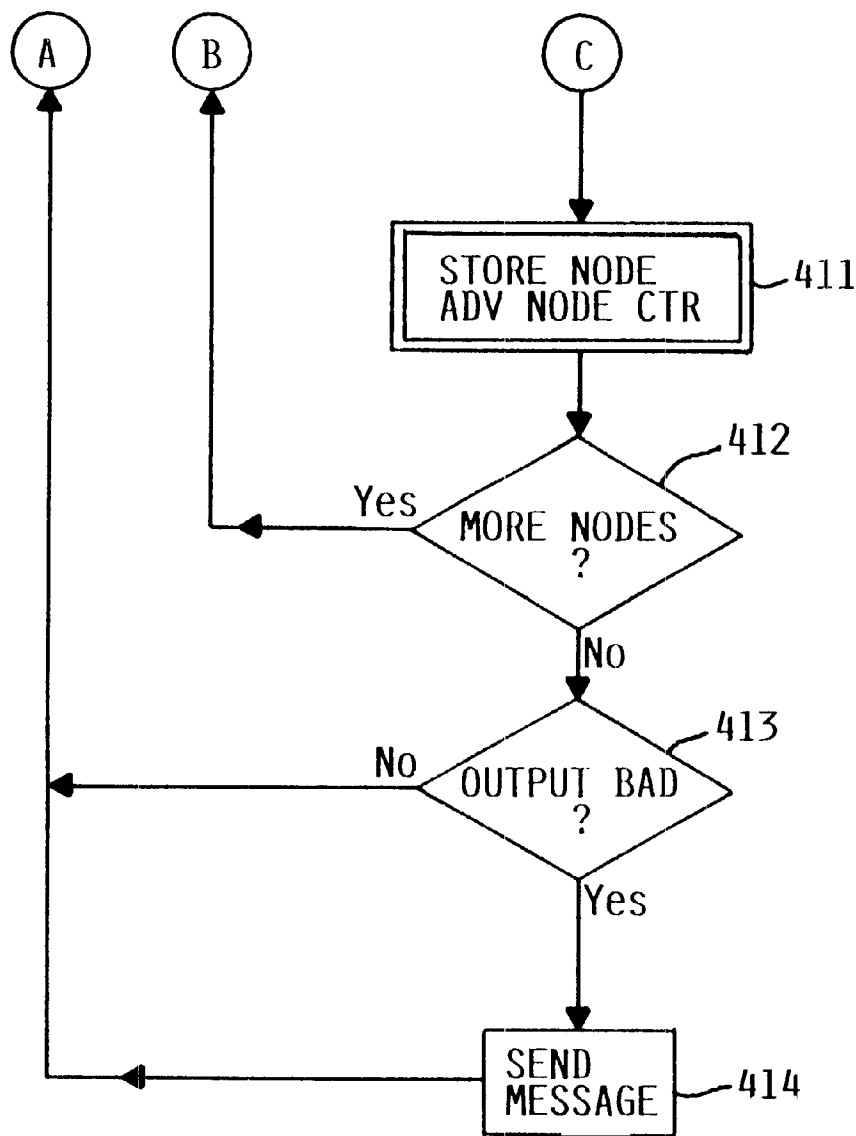 A B C
STORE NODE
ADV NODE CTR
411
412
Yes
MORE NODES
?
No
413
No
OUTPUT BAD
?
Yes
SEND
MESSAGE
414